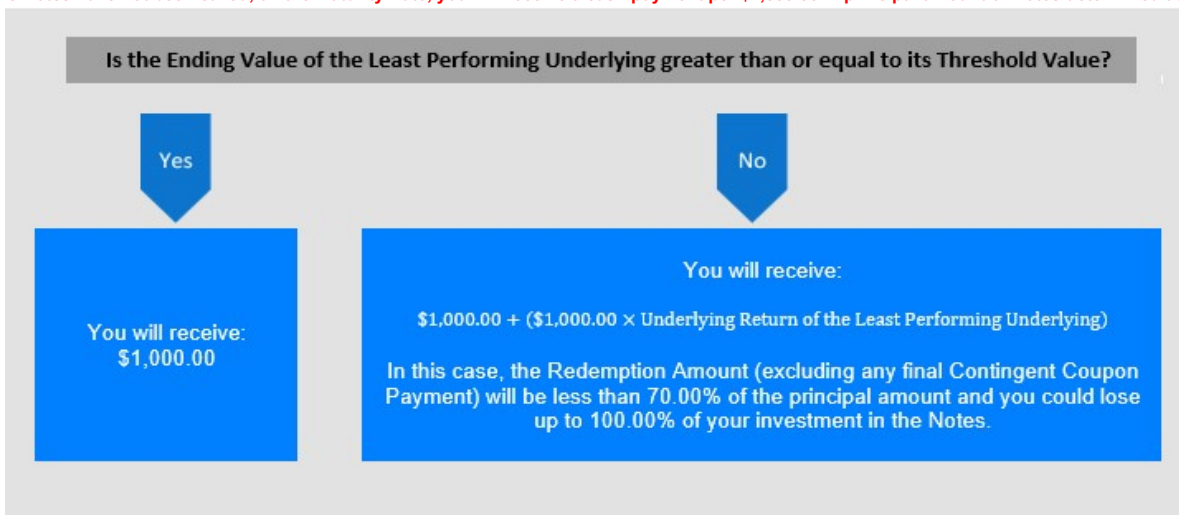 Is the Ending Value of the Least Performing Underlying greater than or equal to its Threshold Value?
Yes
No
You will receive:
$1,000.00
You will receive:
$1,000.00 + ($1,000.00 × Underlying Return of the Least Performing Underlying)
In this case, the Redemption Amount (excluding any final Contingent Coupon
Payment) will be less than 70.00% of the principal amount and you could lose
up to 100.00% of your investment in the Notes.